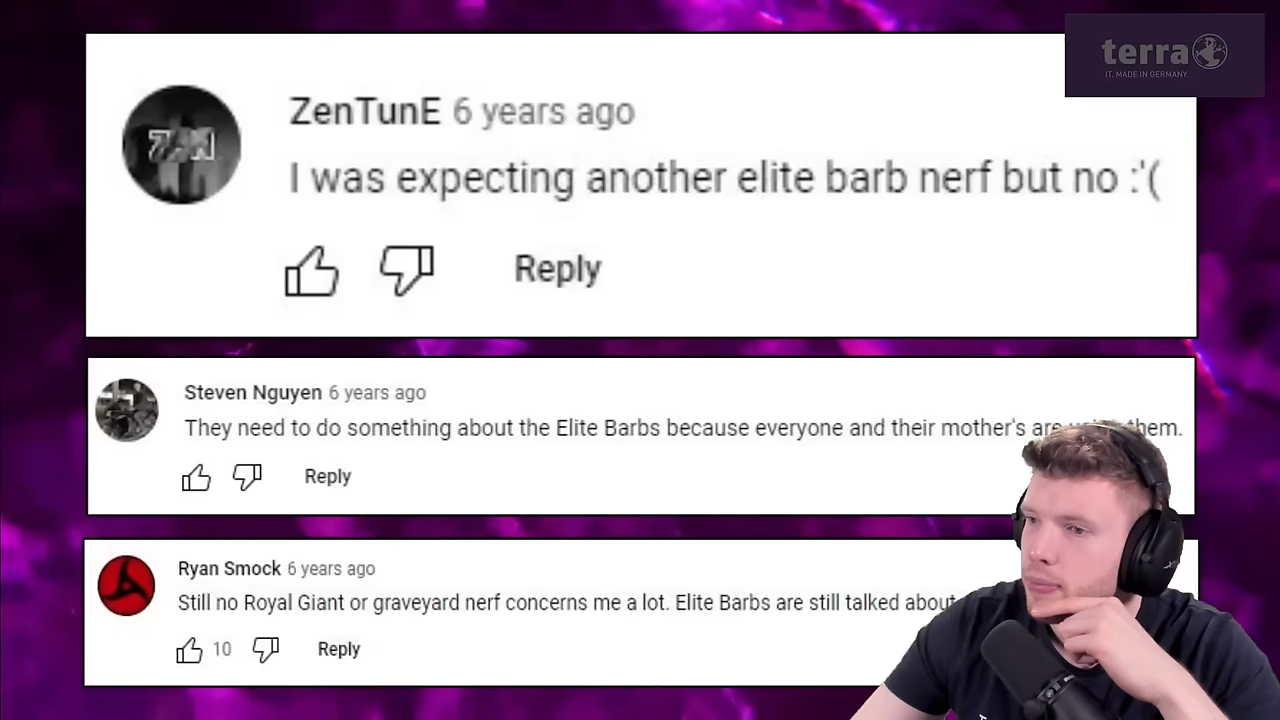 terra
IT. MADE IN GERMANY.
ZenTunE 6 years ago
I was expecting another elite barb nerf but no :'(
Reply
Steven Nguyen 6 years ago
They need to do something about the Elite Barbs because everyone and their mother's are them.
Reply
Ryan Smock 6 years ago
Still no Royal Giant or graveyard nerf concerns me a lot. Elite Barbs are still talked about
10 Reply